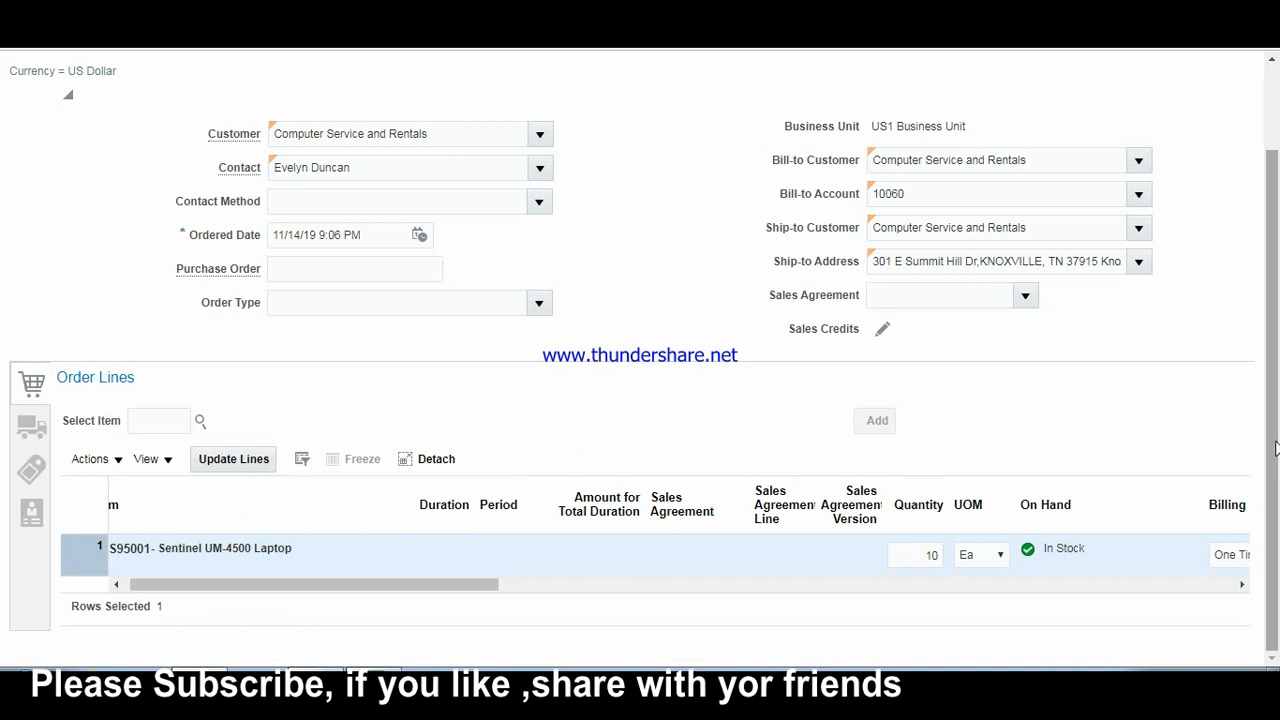 Currency = US Dollar
Customer Computer Service and Rentals
Contact Evelyn Duncan
Contact Method
* Ordered Date 11/14/19 9:06 PM
Purchase Order
Order Type
Business Unit US1 Business Unit
Bill-to Customer Computer Service and Rentals
Bill-to Account 10060
Ship-to Customer Computer Service and Rentals
Ship-to Address 301 E Summit Hill Dr,KNOXVILLE, TN 37915 Kno
Sales Agreement
Sales Credits
www.thundershare.net
Order Lines
Select Item Add
Actions View Update Lines Freeze Detach
m Duration Period Amount for Total Duration Sales Agreement Sales Agreement Line Sales Agreement Version Quantity UOM On Hand Billing
1 S95001- Sentinel UM-4500 Laptop 10 Ea In Stock One Tir
Rows Selected 1
Please Subscribe, if you like ,share with yor friends